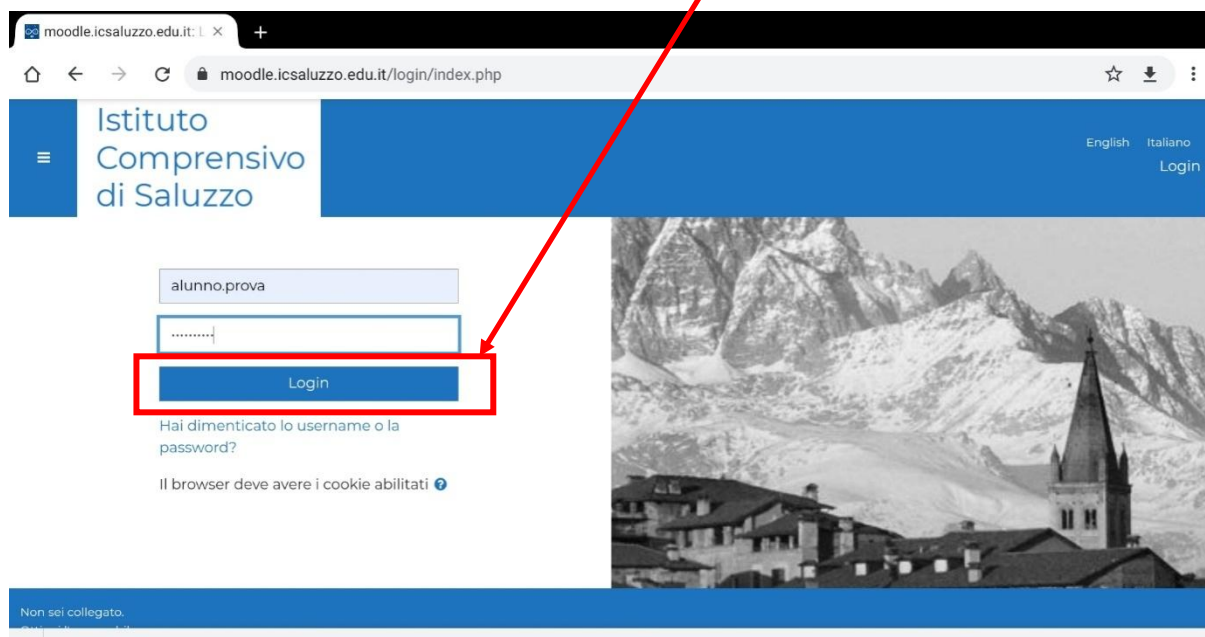 moodle.icsaluzzo.edu.it: L
moodle.icsaluzzo.edu.it/login/index.php
Istituto
Comprensivo
di Saluzzo
English Italiano
Login
alunno.prova
Login
Hai dimenticato lo username o la
password?
Il browser deve avere i cookie abilitati
Non sei collegato.